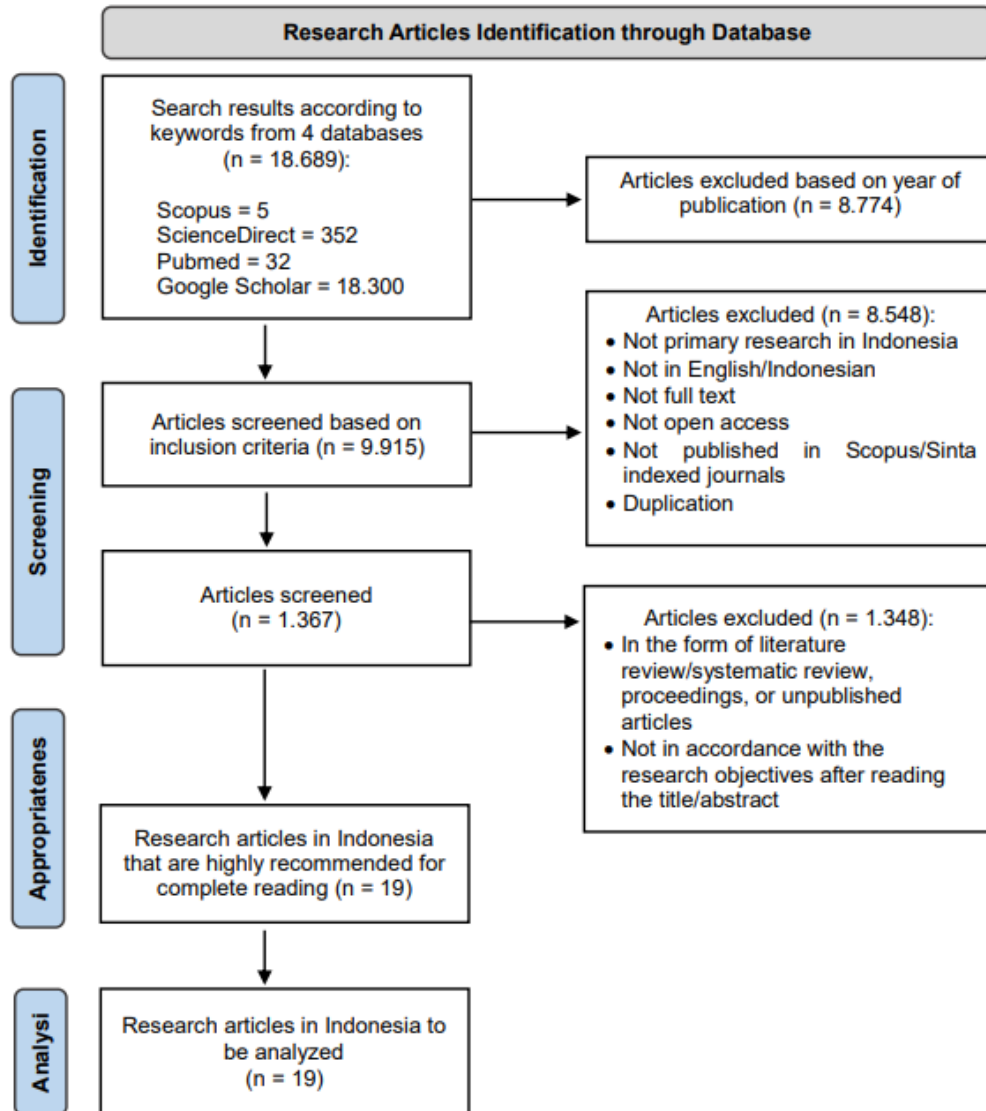 Research Articles Identification through Database
Identification
Search results according to
keywords from 4 databases
(n = 18.689):
Scopus = 5
ScienceDirect = 352
Pubmed = 32
Google Scholar = 18.300
Articles excluded based on year of
publication (n = 8.774)
Screening
Articles screened based on
inclusion criteria (n = 9.915)
Articles excluded (n = 8.548):
• Not primary research in Indonesia
• Not in English/Indonesian
• Not full text
• Not open access
• Not published in Scopus/Sinta
indexed journals
• Duplication
Articles screened
(n = 1.367)
Articles excluded (n = 1.348):
• In the form of literature
review/systematic review,
proceedings, or unpublished
articles
• Not in accordance with the
research objectives after reading
the title/abstract
Appropriatenes
Research articles in Indonesia
that are highly recommended for
complete reading (n = 19)
Analysi
Research articles in Indonesia to
be analyzed
(n = 19)